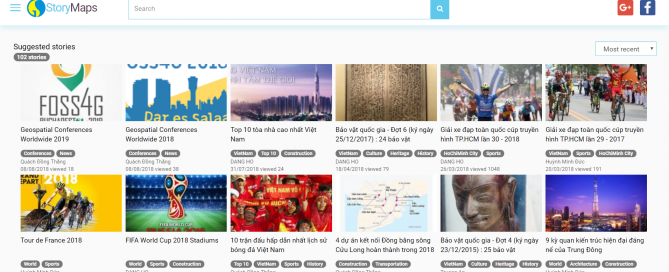 StoryMaps
Search
Suggested stories
102 stories
Most recent
FOSS4G
Geospatial Conferences
Worldwide 2019
Conferences News
Quách Đồng Thắng
08/08/2018 viewed 18
Dar es Salaam
Geospatial Conferences
Worldwide 2018
Conferences News
Quách Đồng Thắng
08/08/2018 viewed 38
Top 10 tòa nhà cao nhất Việt
Nam
VietNam Top 10 Construction
DANG HO
31/07/2018 viewed 24
Bảo vật quốc gia - Đợt 6 (ký ngày
25/12/2017) : 24 bảo vật
VietNam Culture Heritage History
DANG HO
18/04/2018 viewed 79
Giải xe đạp toàn quốc cúp truyền
hình TP.HCM lần 30 - 2018
VietNam Sports HoChiMinh City
DANG HO
26/03/2018 viewed 1048
Giải xe đạp toàn quốc cúp truyền
hình TP.HCM lần 29 - 2017
VietNam Sports HoChiMinh City
Huỳnh Minh Đức
20/03/2018 viewed 191
Tour de France 2018
World Sports
FIFA World Cup 2018 Stadiums
World Sports
Quách Đồng Thắng
10 trận đấu hấp dẫn nhất lịch sử
bóng đá Việt Nam
VietNam Top 10 Sports History
4 dự án kết nối Đồng bằng sông
Cửu Long hoàn thành trong 2018
Construction Transportation
Bảo vật quốc gia - Đợt 4 (ký ngày
23/12/2015) : 25 bảo vật
VietNam Culture Heritage History
9 kỳ quan kiến trúc hiện đại đáng
nể của Trung Đông
World Architecture Construction